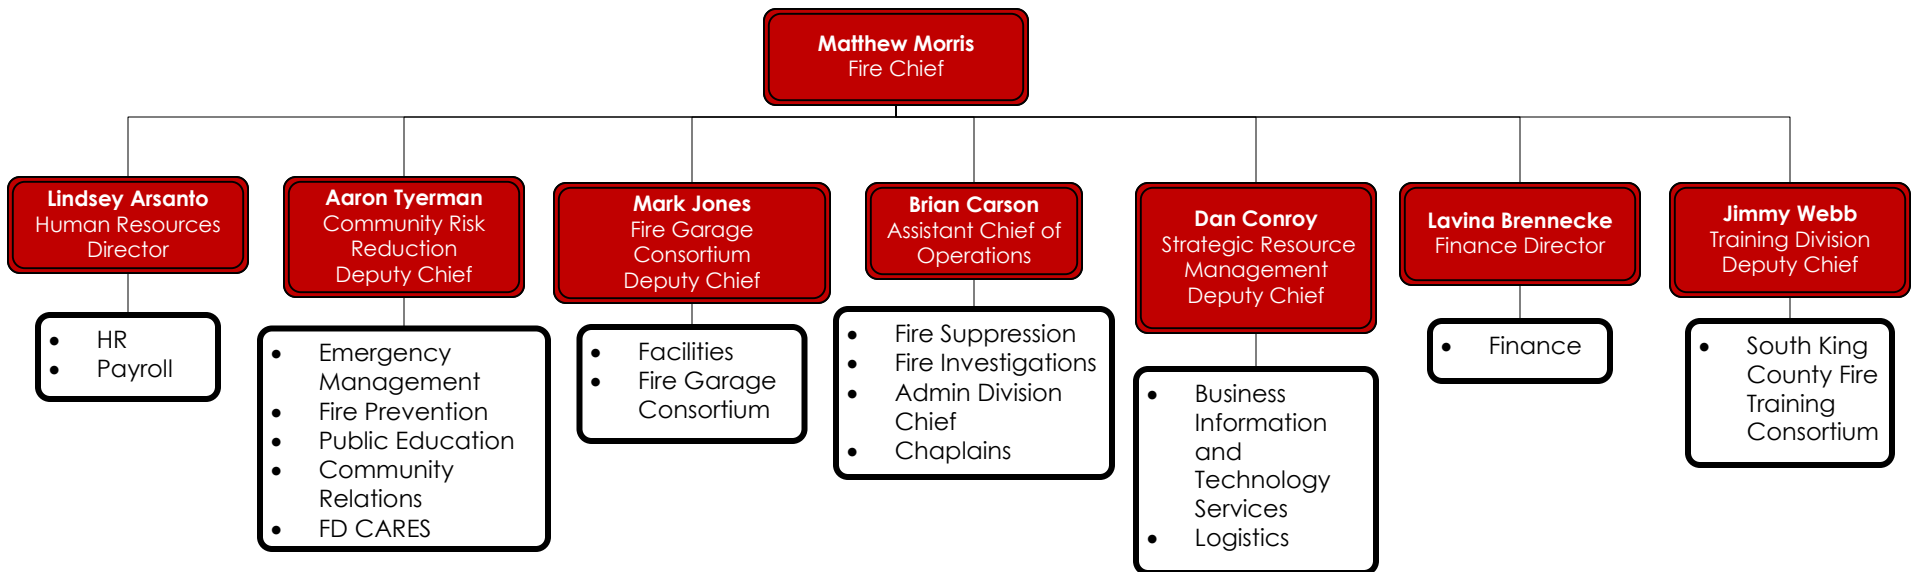 Matthew Morris
Fire Chief
Lindsey Arsanto
Human Resources
Director
Aaron Tyerman
Community Risk
Reduction
Deputy Chief
Mark Jones
Fire Garage
Consortium
Deputy Chief
Brian Carson
Assistant Chief of
Operations
Dan Conroy
Strategic Resource
Management
Deputy Chief
Lavina Brennecke
Finance Director
Jimmy Webb
Training Division
Deputy Chief
• HR
• Payroll
• Emergency
Management
• Fire Prevention
• Public Education
• Community
Relations
• FD CARES
• Facilities
• Fire Garage
Consortium
• Fire Suppression
• Fire Investigations
• Admin Division
Chief
• Chaplains
• Business
Information
and
Technology
Services
• Logistics
• Finance
• South King
County Fire
Training
Consortium